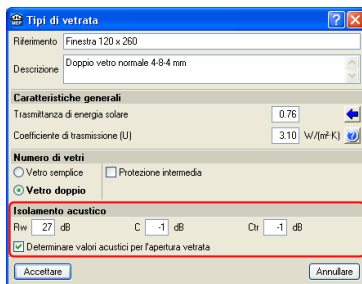 Tipi di vetrata
Riferimento Finestra 120 x 260
Descrizione Doppio vetro normale 4-8-4 mm
Caratteristiche generali
Trasmittanza di energia solare 0.76
Coefficiente di trasmissione (U) 3.10 W/(m²·K)
Numero di vetri
Vetro semplice Protezione intermedia
Vetro doppio
Isolamento acustico
Rw 27 dB C -1 dB Ctr -1 dB
Determinare valori acustici per l'apertura vetrata
Accettare Annullare